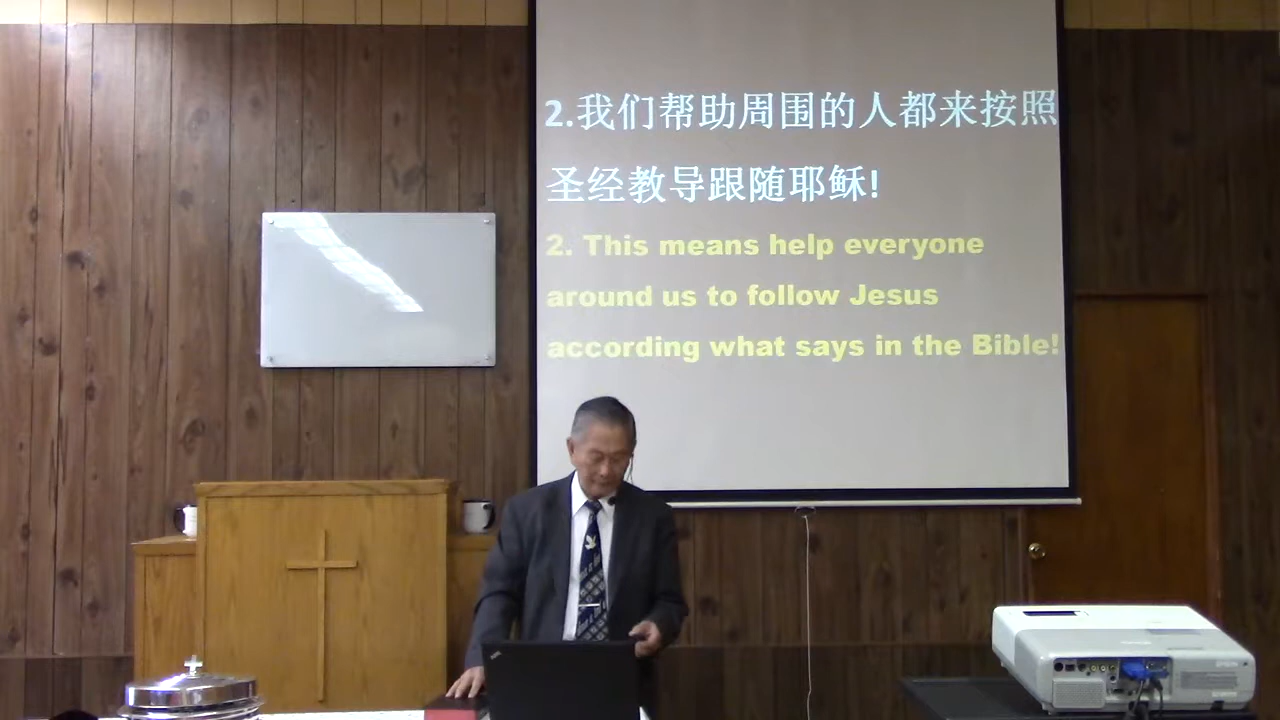 2.我们帮助周围的人都来按照
圣经教导跟随耶稣!
2. This means help everyone
around us to follow Jesus
according what says in the Bible!
EPSON